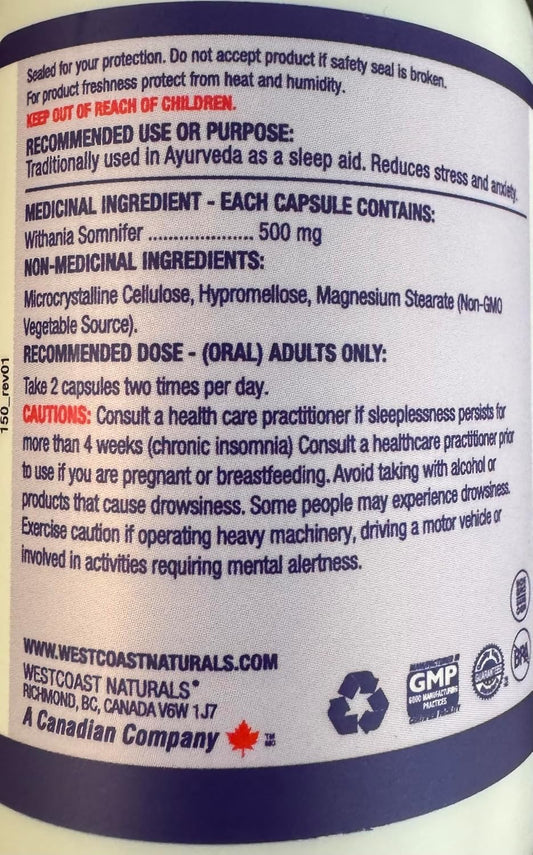 Sealed for your protection. Do not accept product if safety seal is broken.
For product freshness protect from heat and humidity.
KEEP OUT OF REACH OF CHILDREN.
RECOMMENDED USE OR PURPOSE:
Traditionally used in Ayurveda as a sleep aid. Reduces stress and anxiety.
MEDICINAL INGREDIENT - EACH CAPSULE CONTAINS:
Withania Somnifer ..................... 500 mg
NON-MEDICINAL INGREDIENTS:
Microcrystalline Cellulose, Hypromellose, Magnesium Stearate (Non-GMO
Vegetable Source).
RECOMMENDED DOSE - (ORAL) ADULTS ONLY:
Take 2 capsules two times per day.
CAUTIONS: Consult a health care practitioner if sleeplessness persists for
more than 4 weeks (chronic insomnia) Consult a healthcare practitioner prior
to use if you are pregnant or breastfeeding. Avoid taking with alcohol or
products that cause drowsiness. Some people may experience drowsiness.
Exercise caution if operating heavy machinery, driving a motor vehicle or
involved in activities requiring mental alertness.
150_rev01
WWW.WESTCOASTNATURALS.COM
WESTCOAST NATURALS®
RICHMOND, BC, CANADA V6W 1J7
A Canadian Company
TM
MC
GMP
GOOD MANUFACTURING
PRACTICES
GUARANTEE
BPA